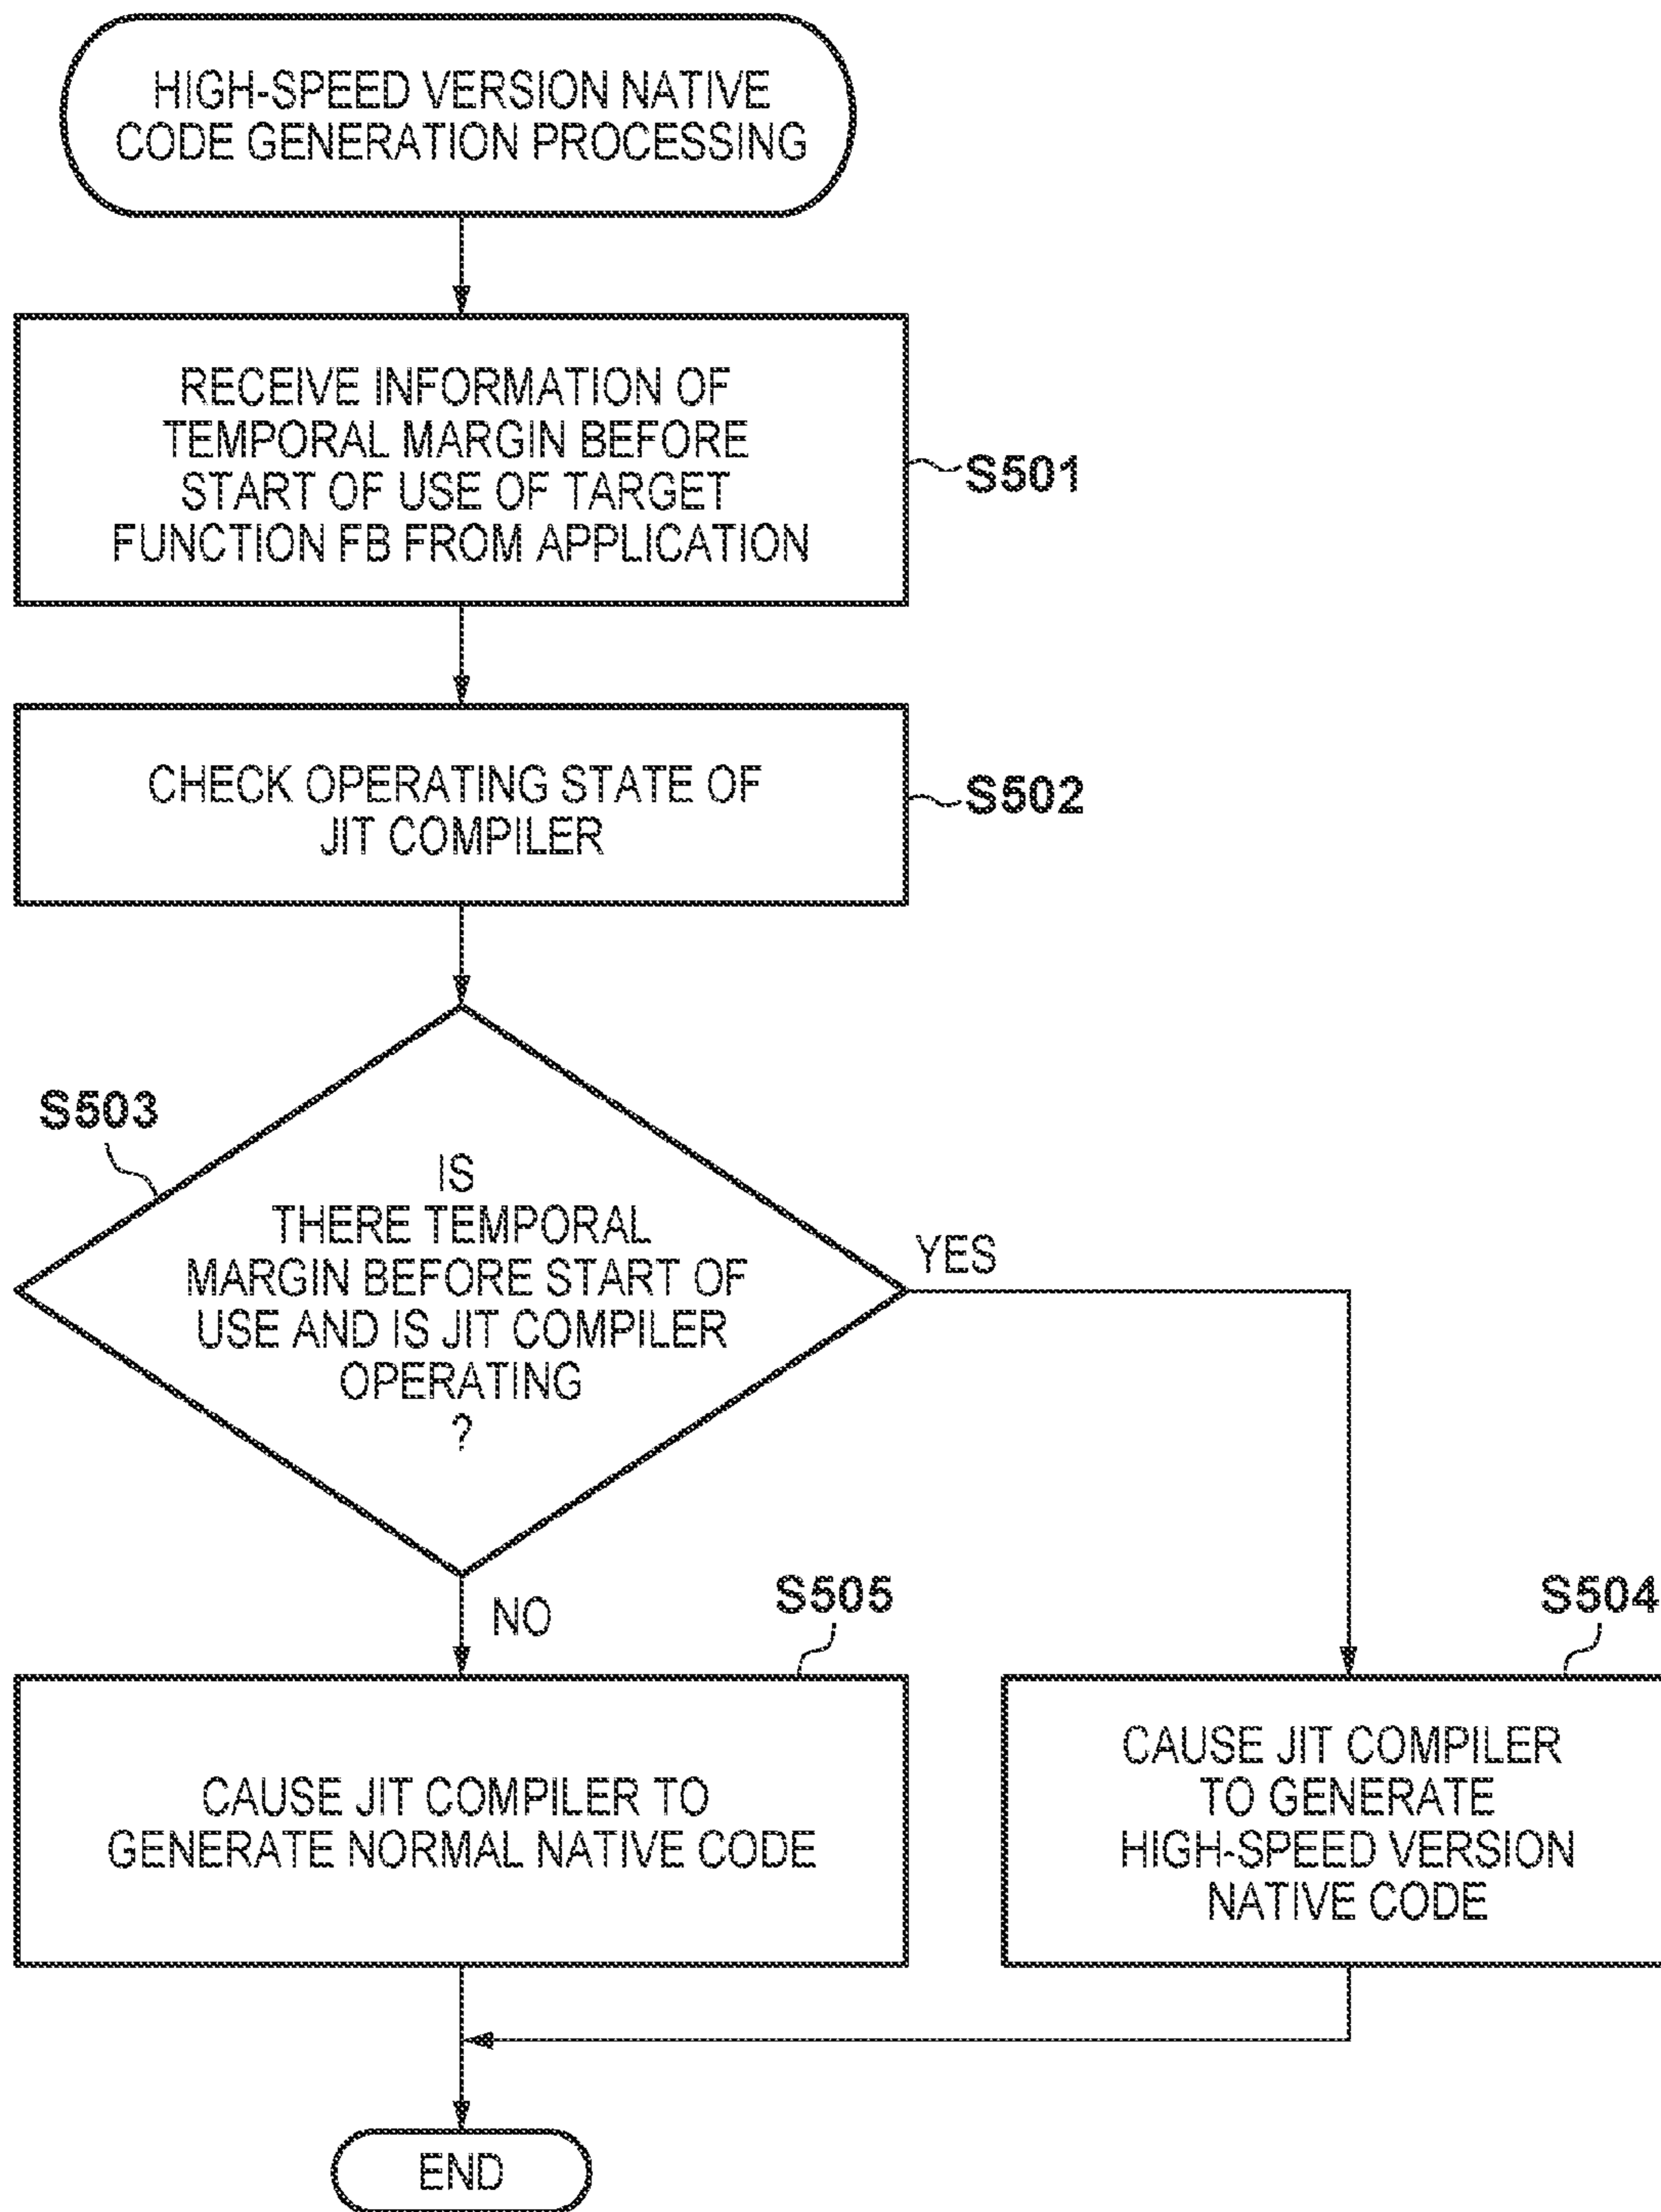 HIGH-SPEED VERSION NATIVE
CODE GENERATION PROCESSING
RECEIVE INFORMATION OF
TEMPORAL MARGIN BEFORE
START OF USE OF TARGET
FUNCTION FB FROM APPLICATION
S501
CHECK OPERATING STATE OF
JIT COMPILER
S502
S503
IS
THERE TEMPORAL
MARGIN BEFORE START OF
USE AND IS JIT COMPILER
OPERATING
?
YES
NO
S505
CAUSE JIT COMPILER TO
GENERATE NORMAL NATIVE CODE
S504
CAUSE JIT COMPILER
TO GENERATE
HIGH-SPEED VERSION
NATIVE CODE
END